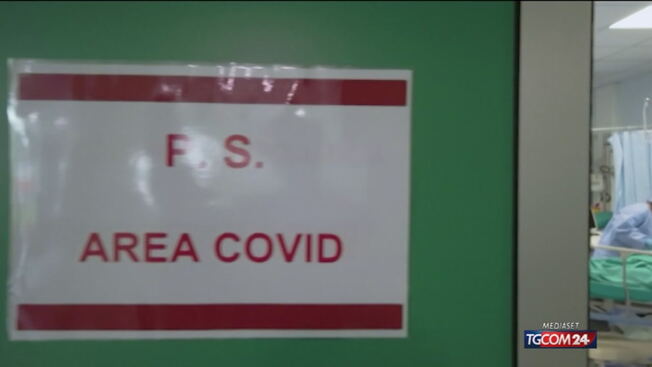 P. S.
AREA COVID
MEDIASET
TGCOM24